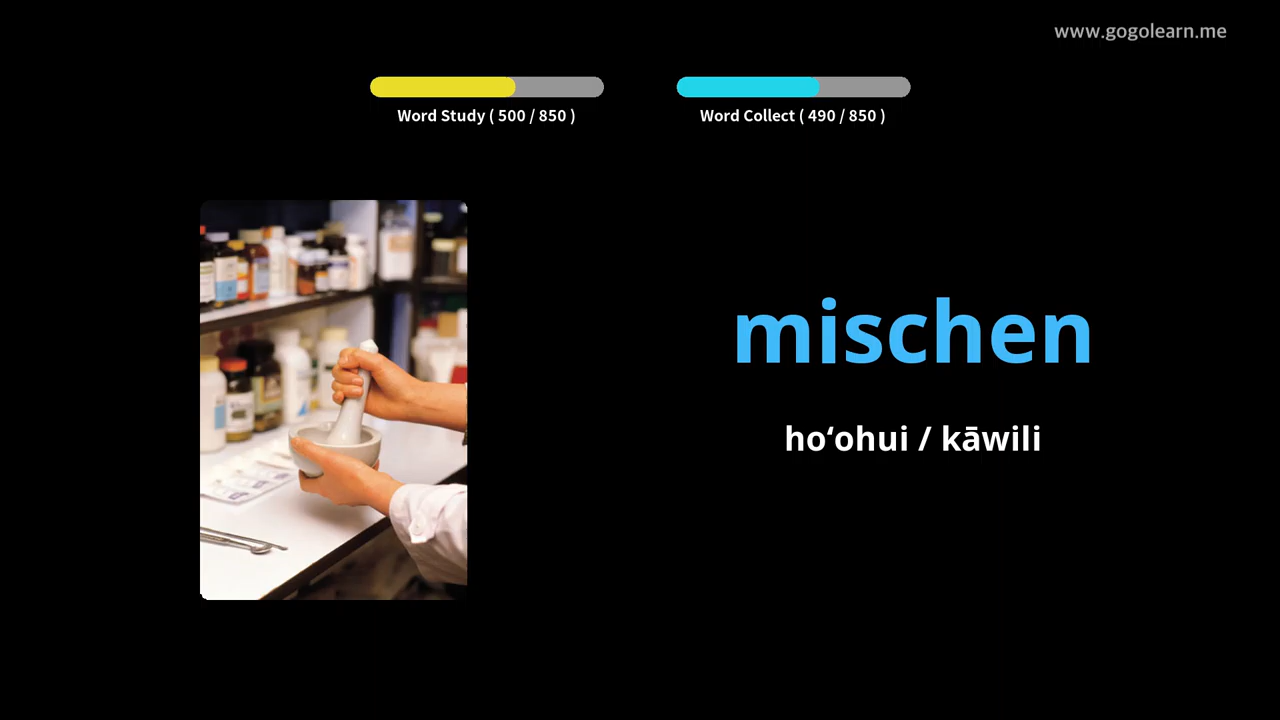 www.gogolearn.me
Word Study ( 500 / 850 )
Word Collect ( 490 / 850 )
mischen
hoʻohui / kāwili